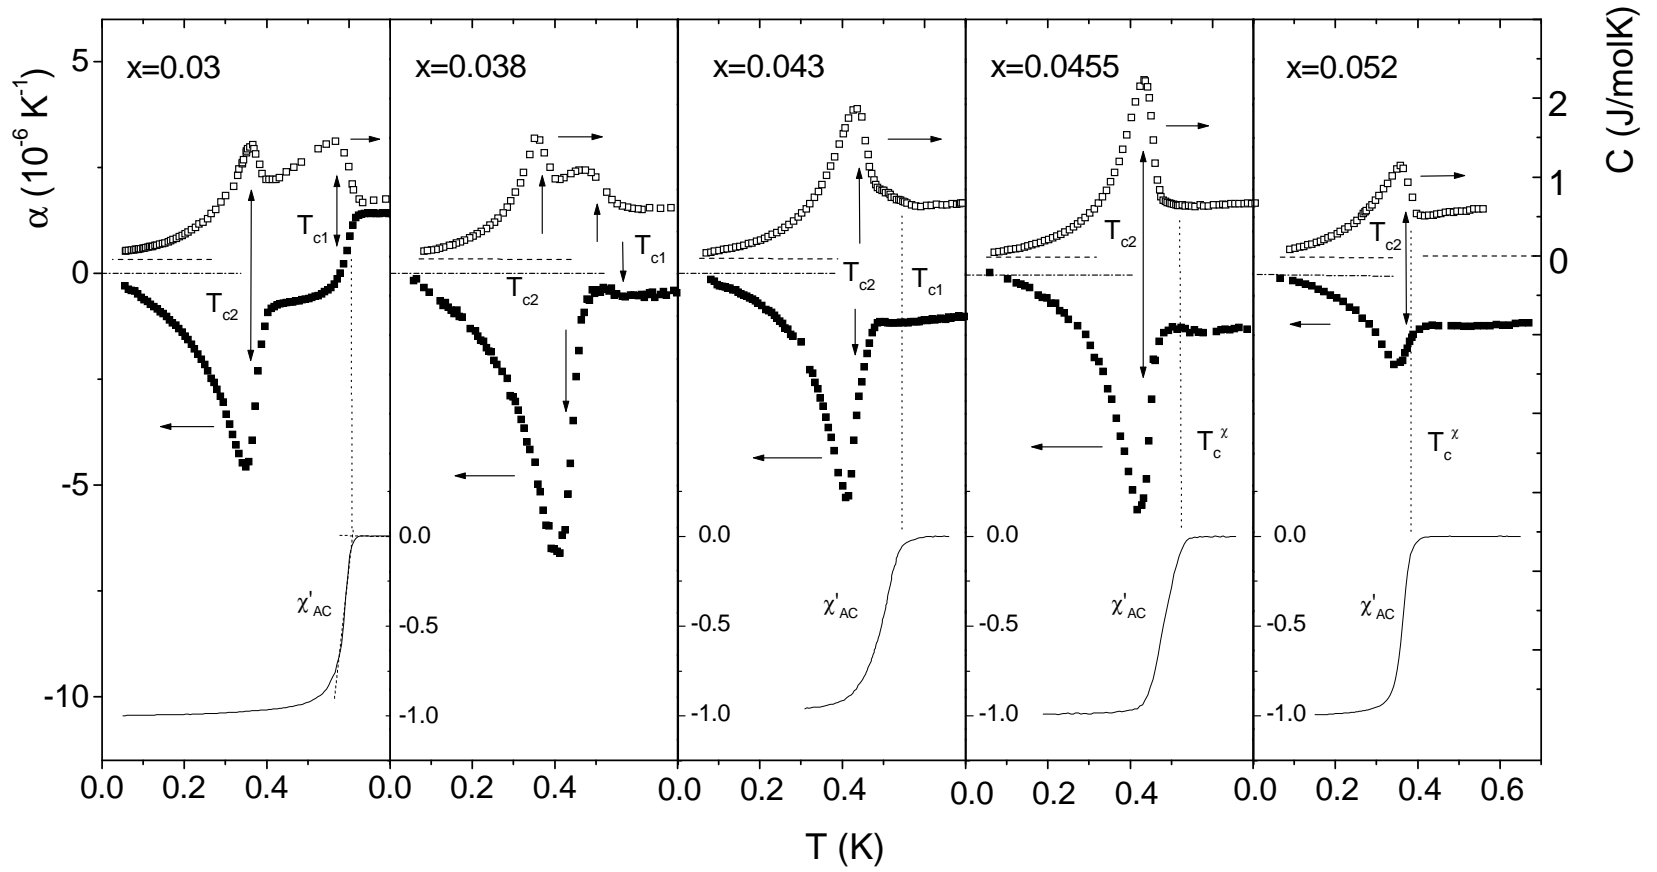 x=0.03
x=0.038
x=0.043
x=0.0455
x=0.052
α (10⁻⁶ K⁻¹)
5
0
-5
-10
C (J/molK)
2
1
0
T_c1
T_c2
T_c1
T_c2
T_c2
T_c1
T_c2
T_c^χ
T_c2
T_c^χ
χ'_AC
0.0
-0.5
-1.0
χ'_AC
0.0
-0.5
-1.0
χ'_AC
0.0
-0.5
-1.0
χ'_AC
0.0
-0.5
-1.0
0.0 0.2 0.4 0.0 0.2 0.4 0.0 0.2 0.4 0.0 0.2 0.4 0.0 0.2 0.4 0.6
T (K)